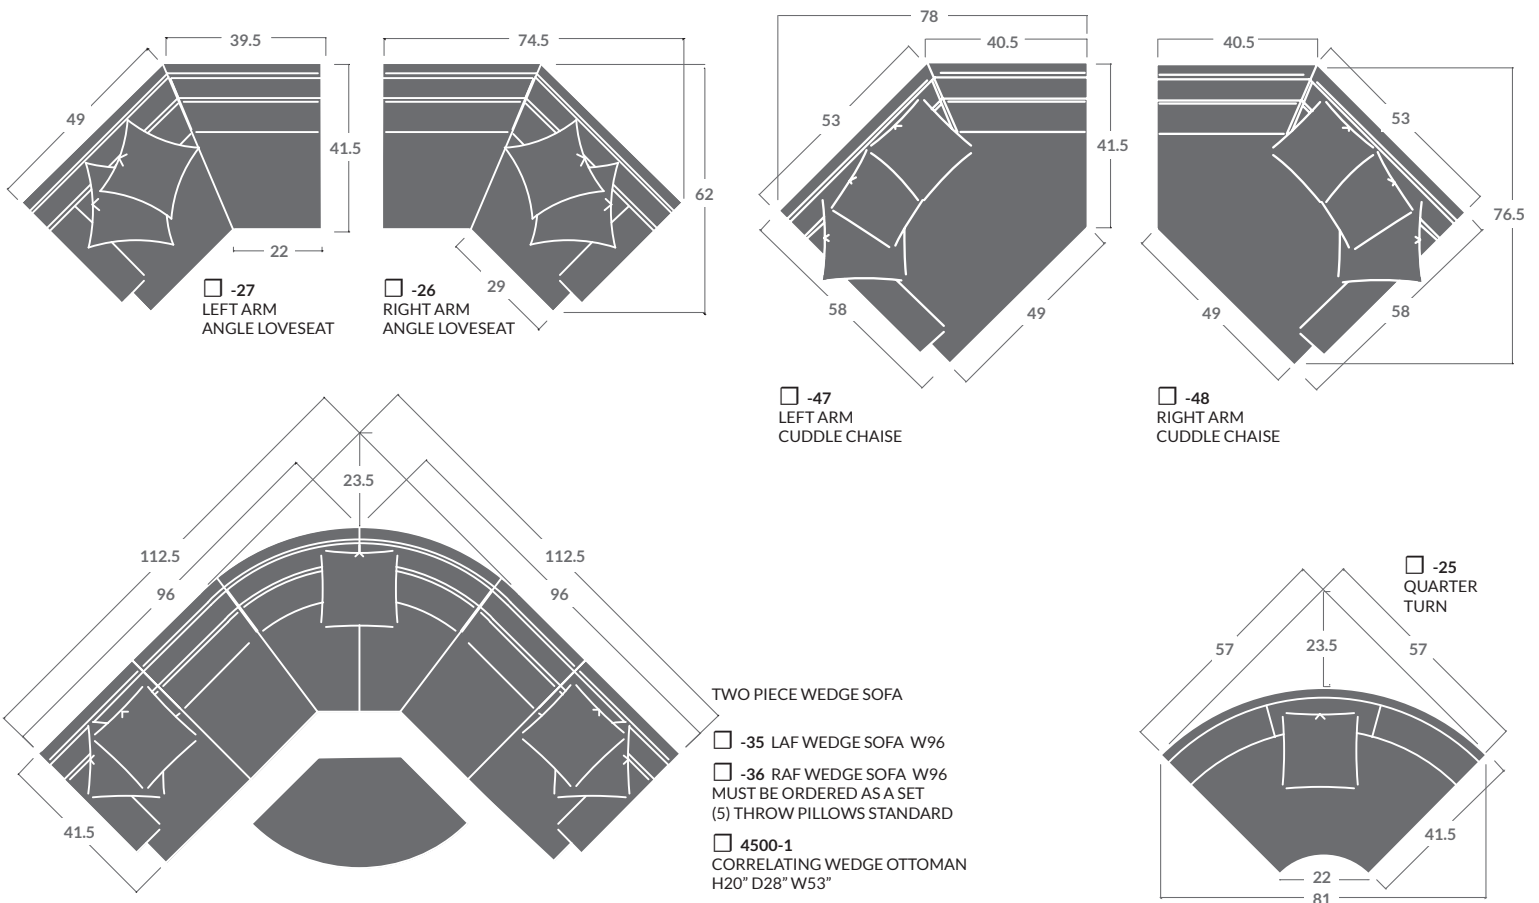 39.5
49
41.5
22
-27
LEFT ARM
ANGLE LOVESEAT
74.5
62
29
-26
RIGHT ARM
ANGLE LOVESEAT
78
40.5
53
41.5
58
49
-47
LEFT ARM
CUDDLE CHAISE
40.5
53
76.5
49
58
-48
RIGHT ARM
CUDDLE CHAISE
23.5
112.5
112.5
96
96
41.5
TWO PIECE WEDGE SOFA
-35 LAF WEDGE SOFA W96
-36 RAF WEDGE SOFA W96
MUST BE ORDERED AS A SET
(5) THROW PILLOWS STANDARD
4500-1
CORRELATING WEDGE OTTOMAN
H20” D28” W53”
-25
QUARTER
TURN
57
23.5
57
41.5
22
81